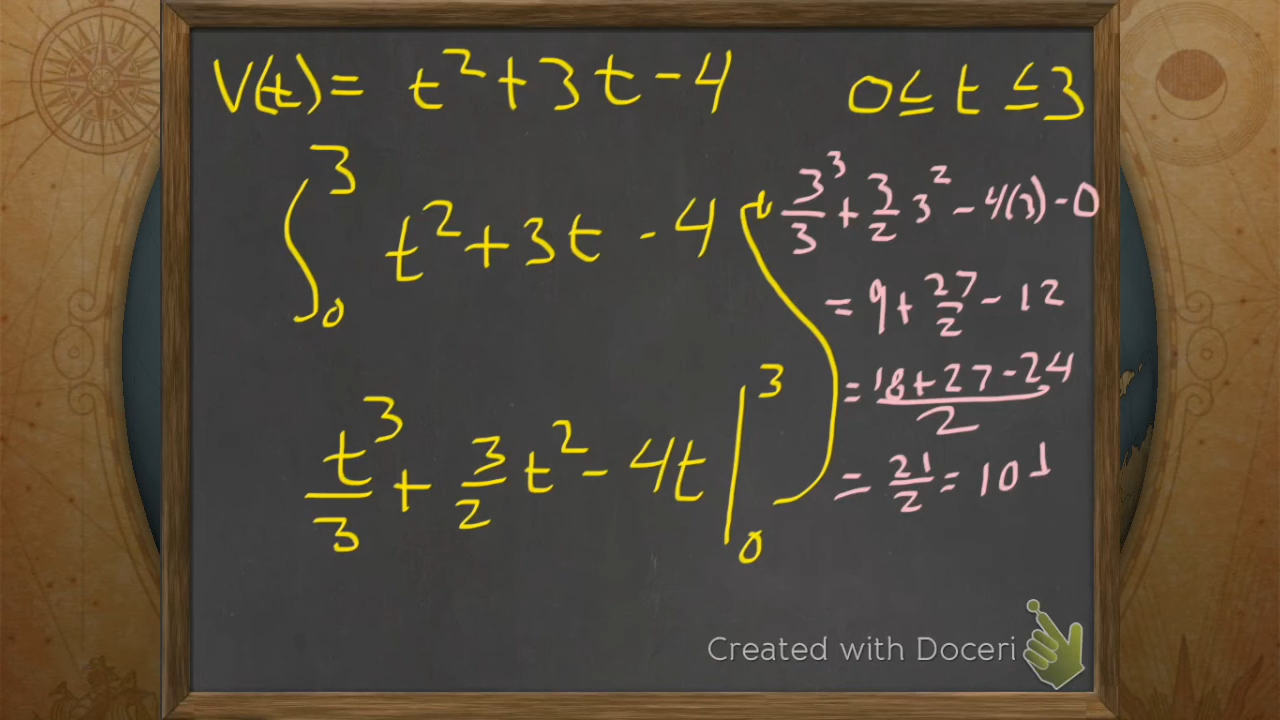 V(t) = t² + 3t - 4    0 ≤ t ≤ 3
∫₀³ t² + 3t - 4
t³/3 + 3/2 t² - 4t |₀³
3³/3 + 3/2 3² - 4(3) - 0
= 9 + 27/2 - 12
= 18 + 27 - 24 / 2
= 21/2 = 10 1
Created with Doceri